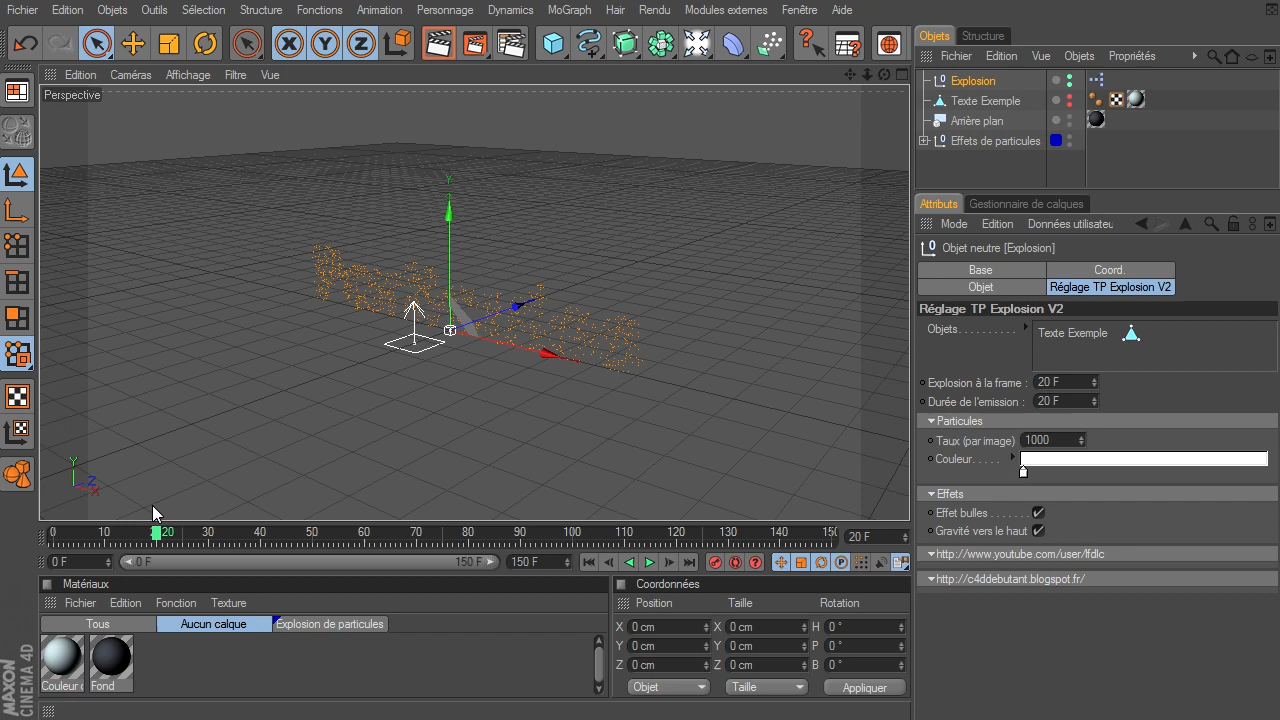 Fichier Edition Objets Outils Sélection Structure Fonctions Animation Personnage Dynamics MoGraph Hair Rendu Modules externes Fenêtre Aide
Objets Structure
Fichier Edition Vue Objets Propriétés
Edition Caméras Affichage Filtre Vue
Perspective
Explosion
Texte Exemple
Arrière plan
Effets de particules
Attributs Gestionnaire de calques
Mode Edition Données utilisateu
Objet neutre [Explosion]
Base Coord.
Objet Réglage TP Explosion V2
Réglage TP Explosion V2
Objets . . . . . . . . . . Texte Exemple
Explosion à la frame : 20 F
Durée de l'emission : 20 F
Particules
Taux (par image) 1000
Couleur . . . . .
Effets
Effet bulles . . . . . . .
Gravité vers le haut
http://www.youtube.com/user/lfdlc
http://c4ddebutant.blogspot.fr/
Y
Y
Z
X
0 10 20 30 40 50 60 70 80 90 100 110 120 130 140 15( 20 F
0 F 0 F 150 F 150 F
Matériaux
Fichier Edition Fonction Texture
Tous Aucun calque Explosion de particules
Couleur c Fond
Coordonnées
Position Taille Rotation
X 0 cm X 0 cm H 0 °
Y 0 cm Y 0 cm P 0 °
Z 0 cm Z 0 cm B 0 °
Objet Taille Appliquer
MAXON
CINEMA 4D